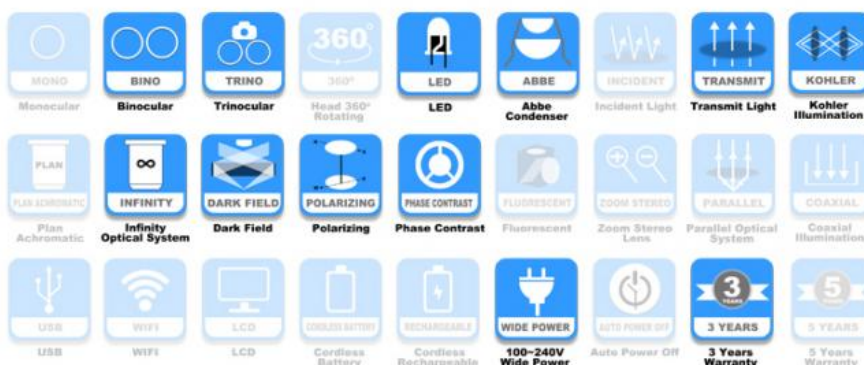 360°
MONO BINO TRINO 360° LED ABBE INCIDENT TRANSMIT KOHLER
Monocular Binocular Trinocular Head 360° Rotating LED Abbe Condenser Incident Light Transmit Light Kohler Illumination
PLAN ∞
PLAN ACHROMATIC INFINITY DARK FIELD POLARIZING PHASE CONTRAST FLUORESCENT ZOOM STEREO PARALLEL COAXIAL
Plan Achromatic Infinity Optical System Dark Field Polarizing Phase Contrast Fluorescent Zoom Stereo Lens Parallel Optical System Coaxial Illumination
3 YEARS 5 YEARS
USB WIFI LCD CORDLESS BATTERY RECHARGEABLE WIDE POWER AUTO POWER OFF 3 YEARS 5 YEARS
USB WIFI LCD Cordless Battery Cordless Rechargeable 100~240V Wide Power Auto Power Off 3 Years Warranty 5 Years Warranty